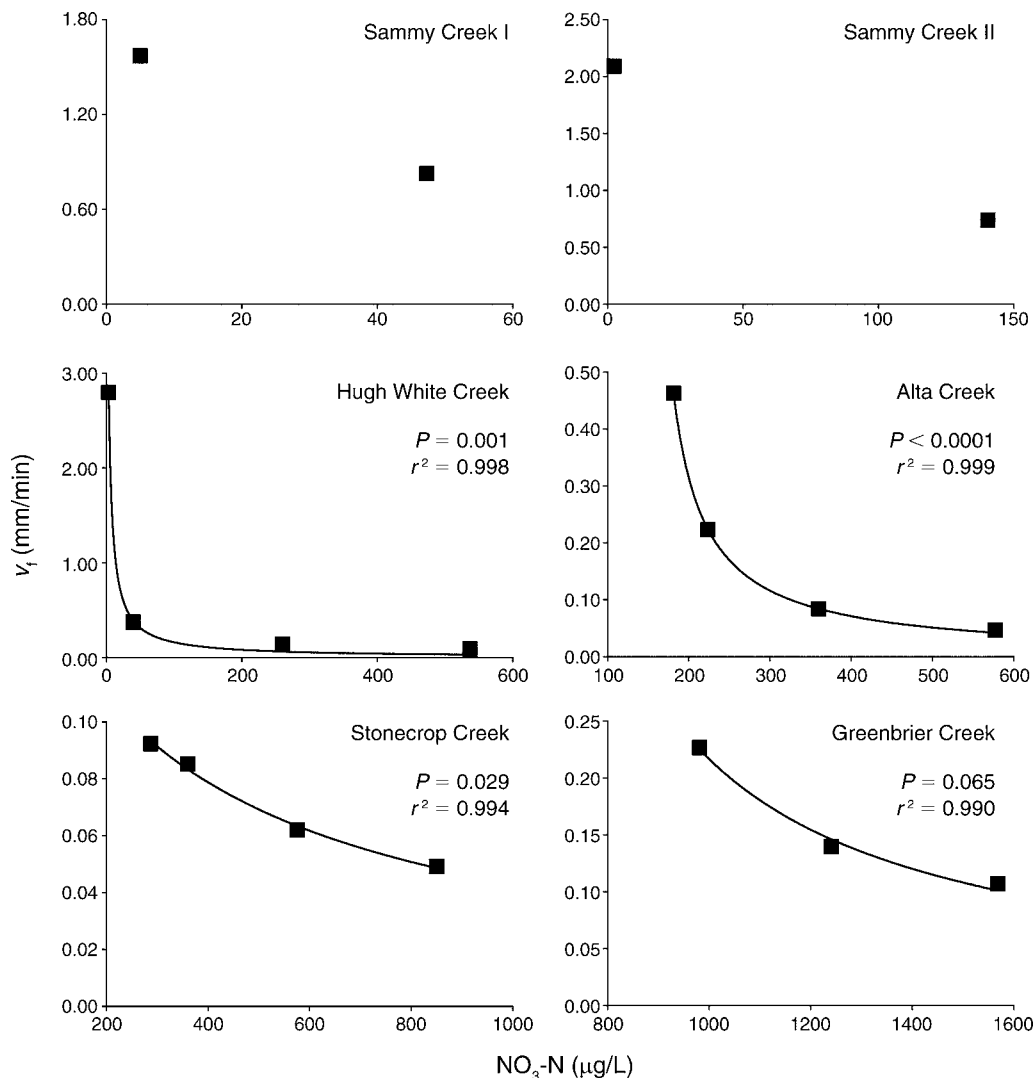 Sammy Creek I
1.80
1.20
0.60
0.00
0 20 40 60
Sammy Creek II
2.50
2.00
1.50
1.00
0.50
0.00
0 50 100 150
Hugh White Creek
P = 0.001
r² = 0.998
3.00
2.00
1.00
0.00
0 200 400 600
Alta Creek
P < 0.0001
r² = 0.999
0.50
0.40
0.30
0.20
0.10
0.00
100 200 300 400 500 600
Stonecrop Creek
P = 0.029
r² = 0.994
0.10
0.08
0.06
0.04
0.02
0.00
200 400 600 800 1000
Greenbrier Creek
P = 0.065
r² = 0.990
0.25
0.20
0.15
0.10
0.05
0.00
800 1000 1200 1400 1600
vf (mm/min)
NO₃-N (μg/L)